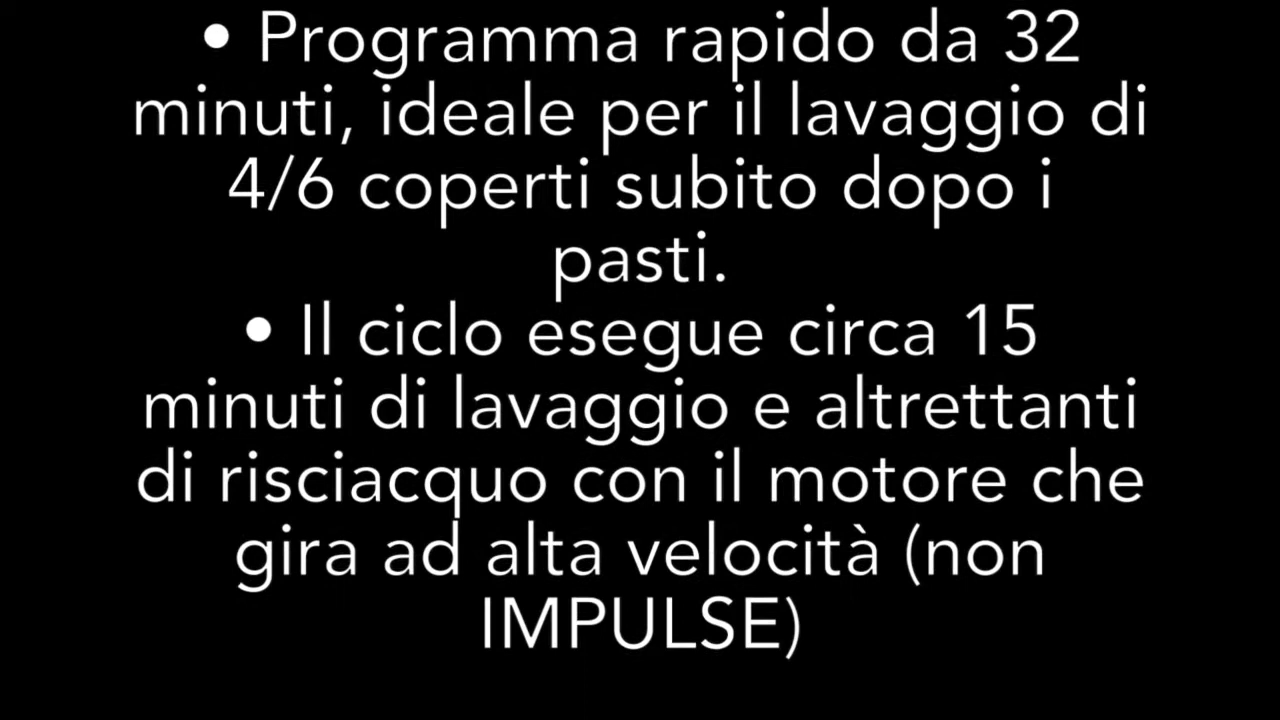 • Programma rapido da 32
minuti, ideale per il lavaggio di
4/6 coperti subito dopo i
pasti.
• Il ciclo esegue circa 15
minuti di lavaggio e altrettanti
di risciacquo con il motore che
gira ad alta velocità (non
IMPULSE)